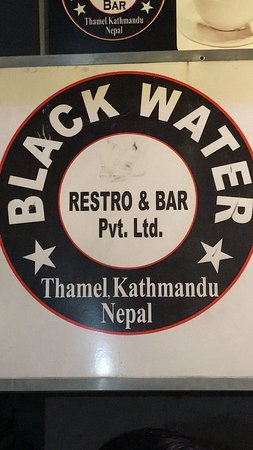 BAR
Thamel Kathmandu
Nepal
BLACK WATER
RESTRO & BAR
Pvt. Ltd.
Thamel, Kathmandu
Nepal